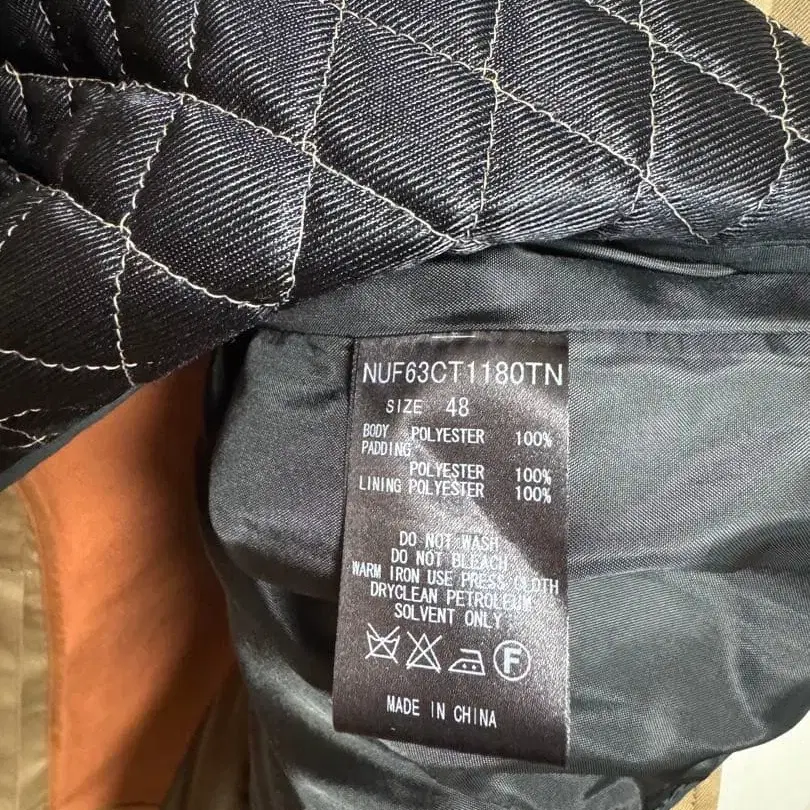 NUF63CT1180TN
SIZE 48
BODY POLYESTER 100%
PADDING
POLYESTER 100%
LINING POLYESTER 100%
DO NOT WASH
DO NOT BLEACH
WARM IRON USE PRESS CLOTH
DRYCLEAN PETROLEUM
SOLVENT ONLY
F
MADE IN CHINA